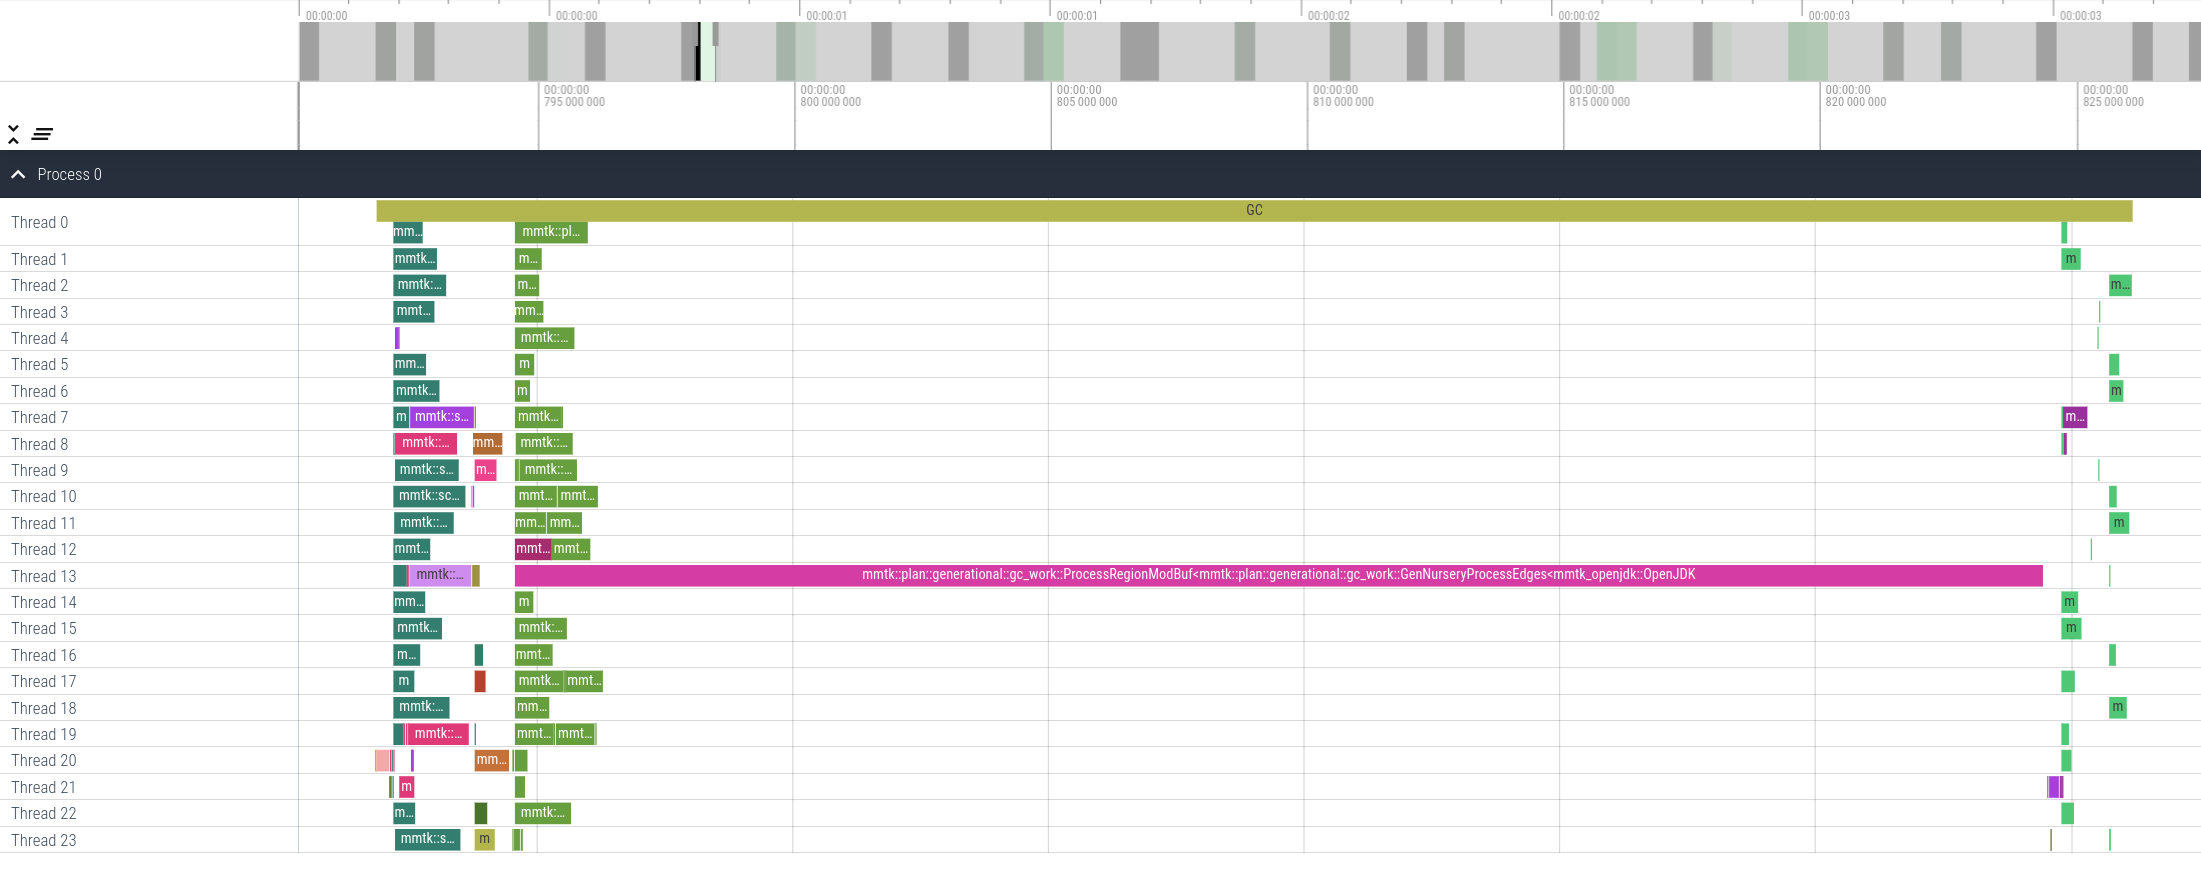 00:00:00 00:00:00 00:00:01 00:00:01 00:00:02 00:00:02 00:00:03 00:00:03
00:00:00 00:00:00 00:00:00 00:00:00 00:00:00 00:00:00 00:00:00
795 000 000 800 000 000 805 000 000 810 000 000 815 000 000 820 000 000 825 000 000
Process 0
GC
Thread 0 mm… mmtk::pl…
Thread 1 mmtk… m… m
Thread 2 mmtk:… m… m…
Thread 3 mmt… mm…
Thread 4 mmtk::…
Thread 5 mm… m
Thread 6 mmtk… m m
Thread 7 m mmtk::s… mmtk… m…
Thread 8 mmtk::… mm… mmtk::…
Thread 9 mmtk::s… m… mmtk::…
Thread 10 mmtk::sc… mmt… mmt…
Thread 11 mmtk::… mm… mm… m
Thread 12 mmt… mmt… mmt…
Thread 13 mmtk::… mmtk::plan::generational::gc_work::ProcessRegionModBuf<mmtk::plan::generational::gc_work::GenNurseryProcessEdges<mmtk_openjdk::OpenJDK
Thread 14 mm… m m
Thread 15 mmtk… mmtk:… m
Thread 16 m… mmt…
Thread 17 m mmtk… mmt…
Thread 18 mmtk:… mm… m
Thread 19 mmtk::… mmt… mmt…
Thread 20 mm…
Thread 21 m
Thread 22 m… mmtk:…
Thread 23 mmtk::s… m